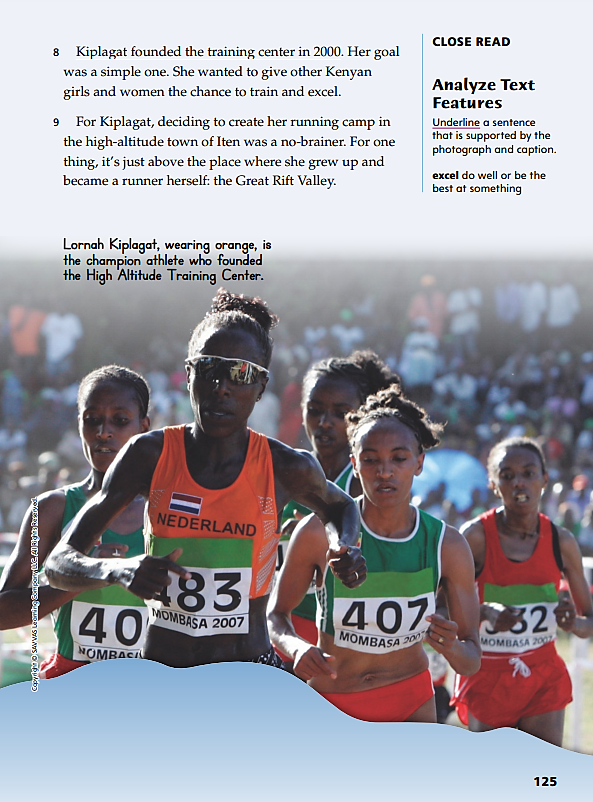 8 Kiplagat founded the training center in 2000. Her goal
was a simple one. She wanted to give other Kenyan
girls and women the chance to train and excel.
9 For Kiplagat, deciding to create her running camp in
the high-altitude town of Iten was a no-brainer. For one
thing, it's just above the place where she grew up and
became a runner herself: the Great Rift Valley.
CLOSE READ
Analyze Text
Features
Underline a sentence
that is supported by the
photograph and caption.
excel do well or be the
best at something
Lornah Kiplagat, wearing orange, is
the champion athlete who founded
the High Altitude Training Center.
NEDERLAND
483
MOMBASA 2007
40
MOMBASA
407
MOMBASA 2007
32
MOMBASA 2007
Copyright © SAVVAS Learning Company LLC. All Rights Reserved.
125